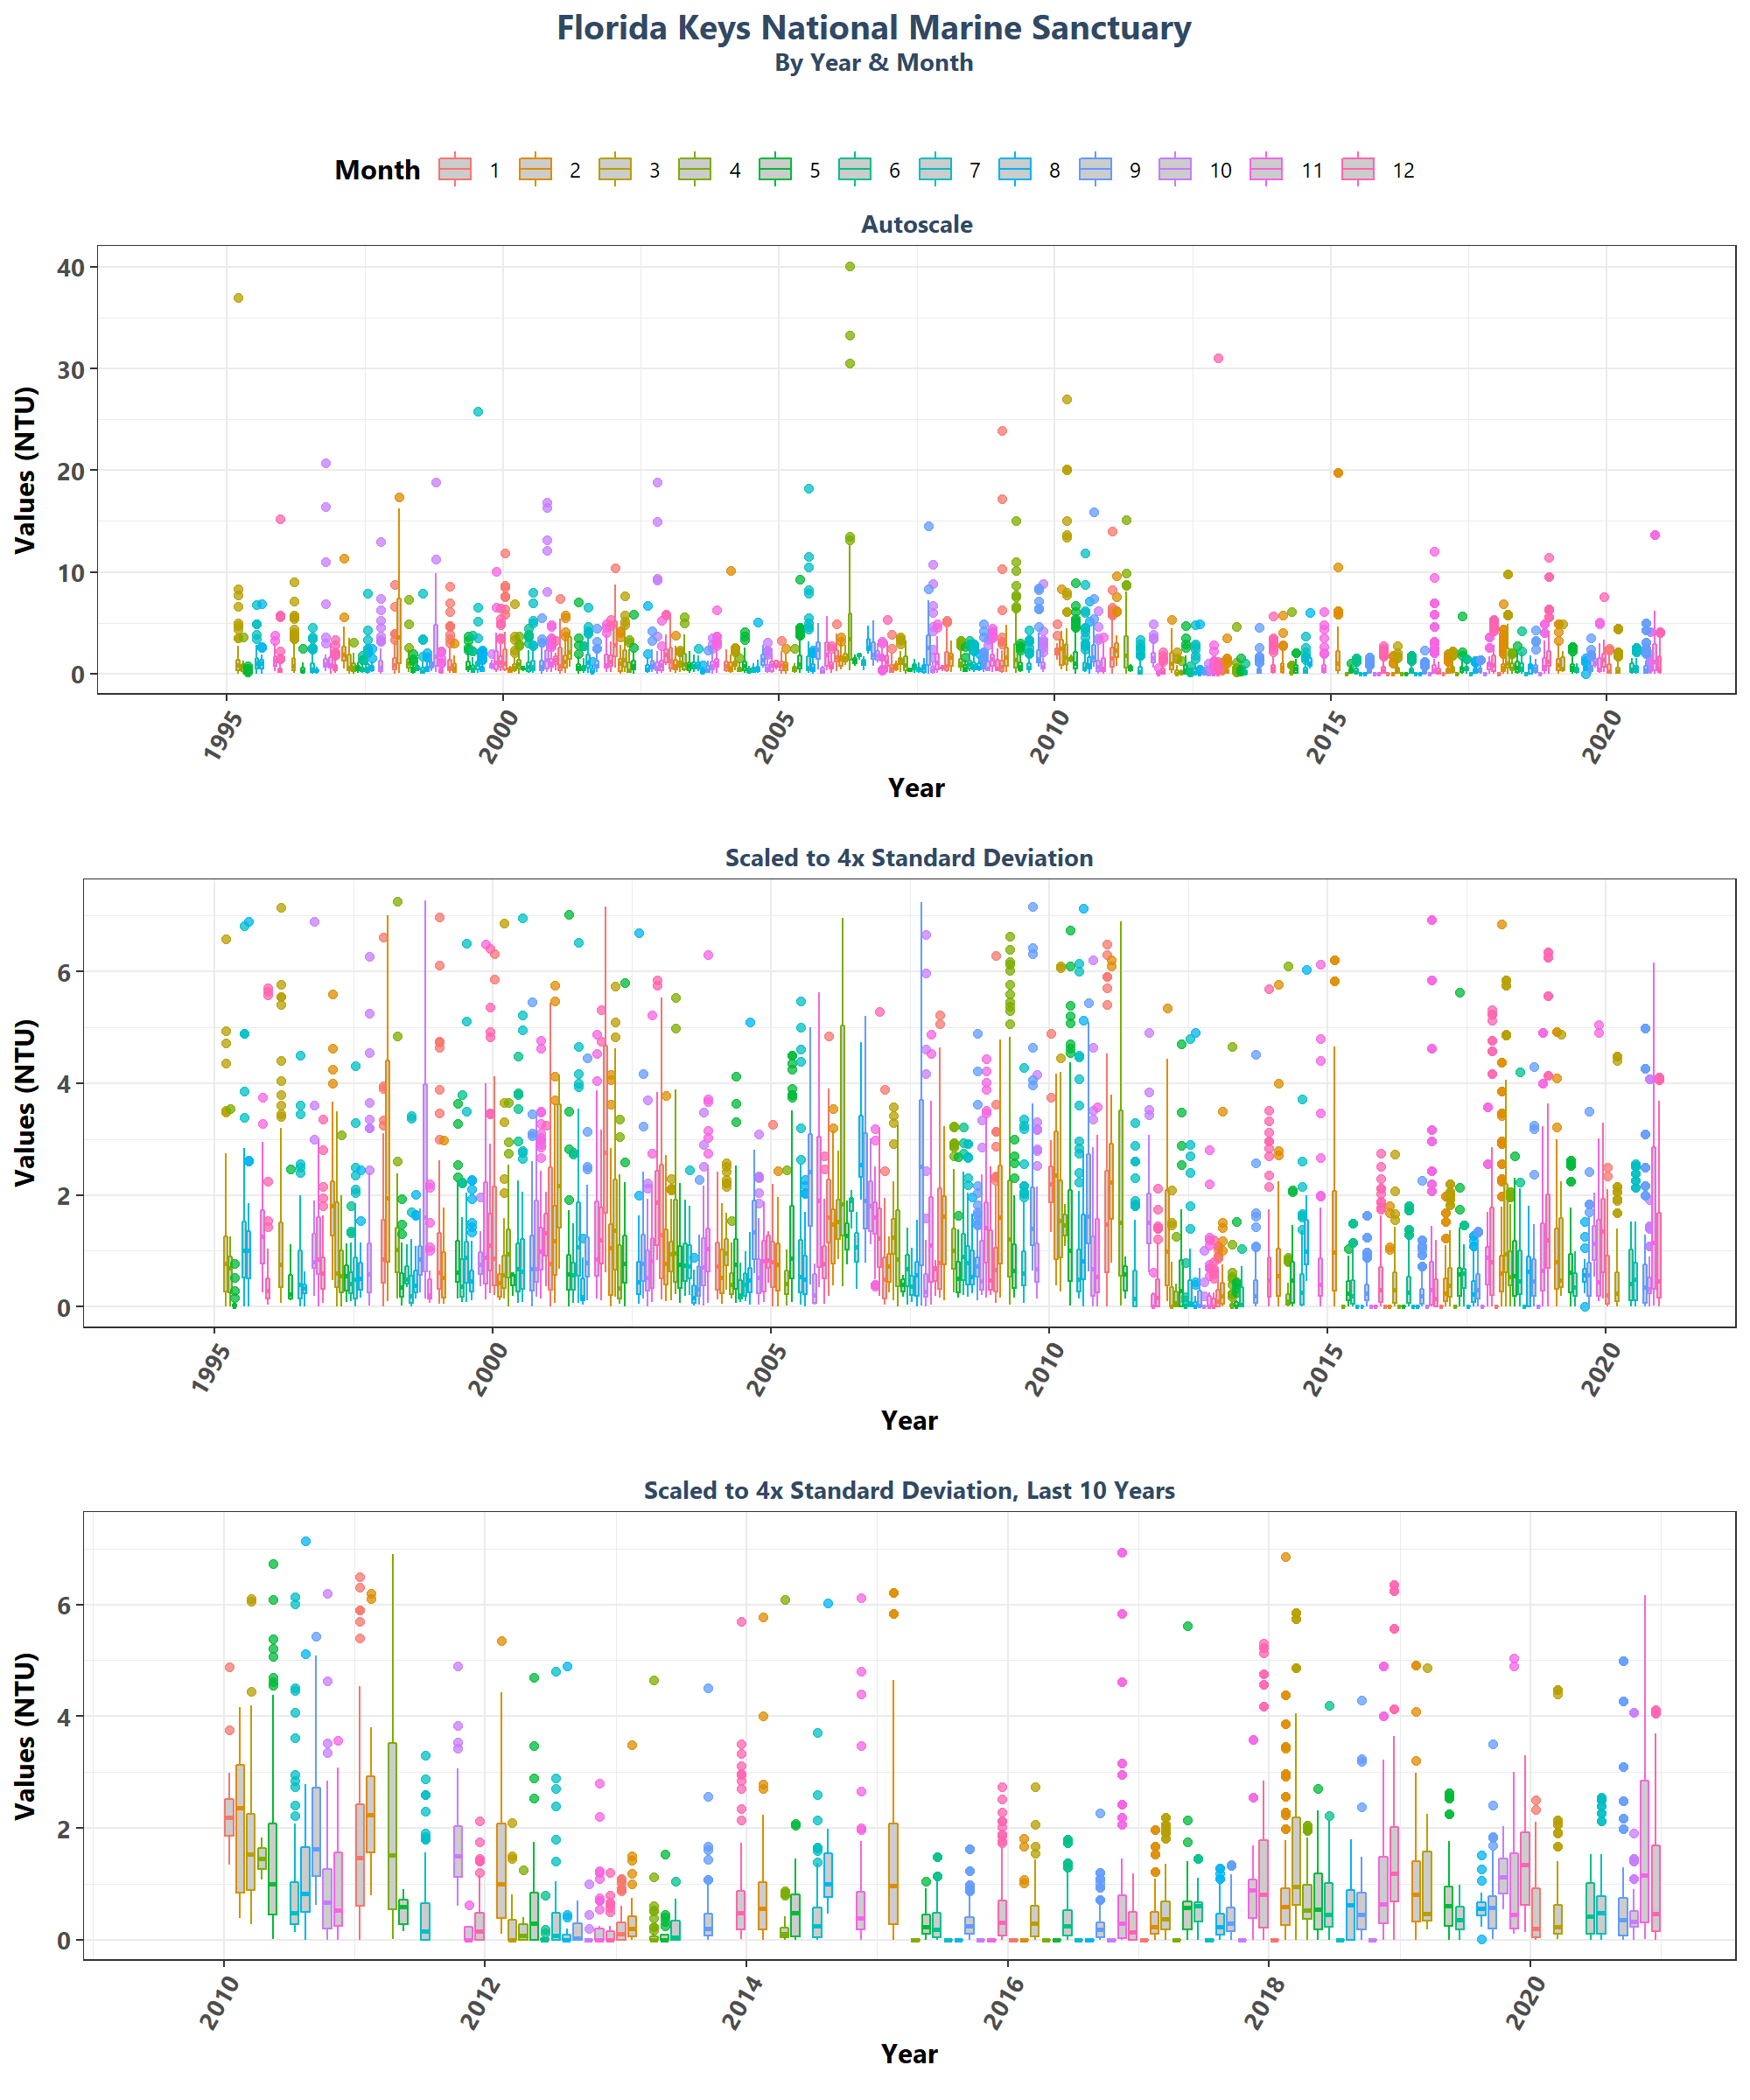 Florida Keys National Marine Sanctuary
By Year & Month
Month 1 2 3 4 5 6 7 8 9 10 11 12
Autoscale
Values (NTU)
40
30
20
10
0
1995 2000 2005 2010 2015 2020
Year
Scaled to 4x Standard Deviation
Values (NTU)
6
4
2
0
1995 2000 2005 2010 2015 2020
Year
Scaled to 4x Standard Deviation, Last 10 Years
Values (NTU)
6
4
2
0
2010 2012 2014 2016 2018 2020
Year